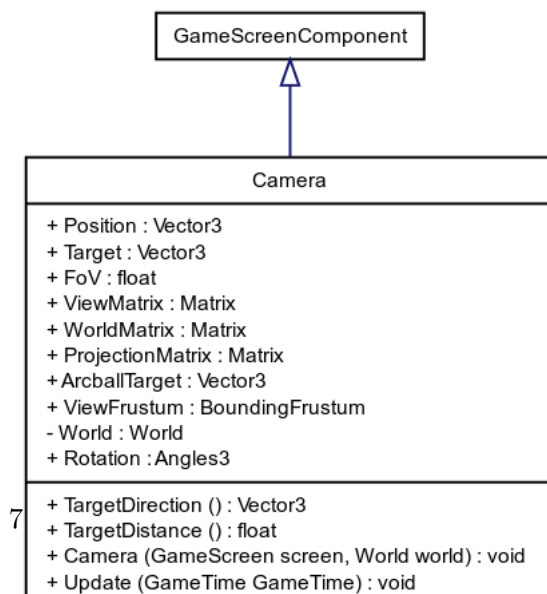 GameScreenComponent
Camera
+ Position : Vector3
+ Target : Vector3
+ FoV : float
+ ViewMatrix : Matrix
+ WorldMatrix : Matrix
+ ProjectionMatrix : Matrix
+ ArcballTarget : Vector3
+ ViewFrustum : BoundingFrustum
- World : World
+ Rotation : Angles3
7
+ TargetDirection () : Vector3
+ TargetDistance () : float
+ Camera (GameScreen screen, World world) : void
+ Update (GameTime GameTime) : void